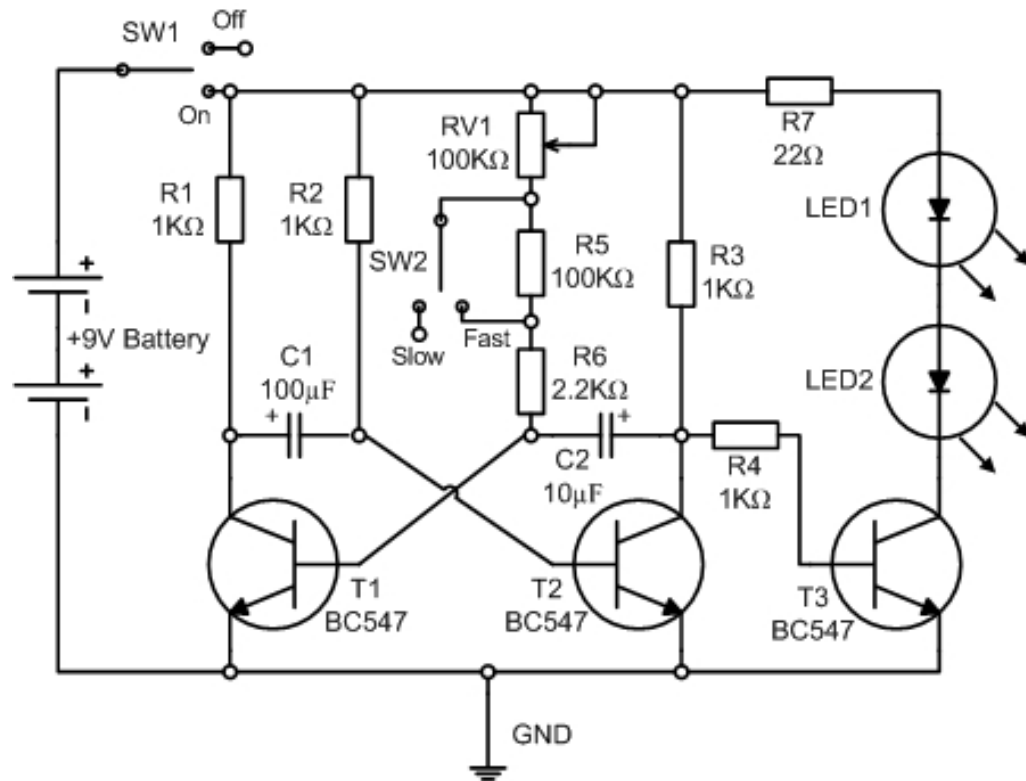 Off
SW1
On
RV1
100KΩ
R7
22Ω
R1
1KΩ
R2
1KΩ
LED1
SW2
R5
100KΩ
R3
1KΩ
+
-
+9V Battery
+
-
Slow
Fast
C1
100μF
+
R6
2.2KΩ
LED2
C2
10μF
+
R4
1KΩ
T1
BC547
T2
BC547
T3
BC547
GND